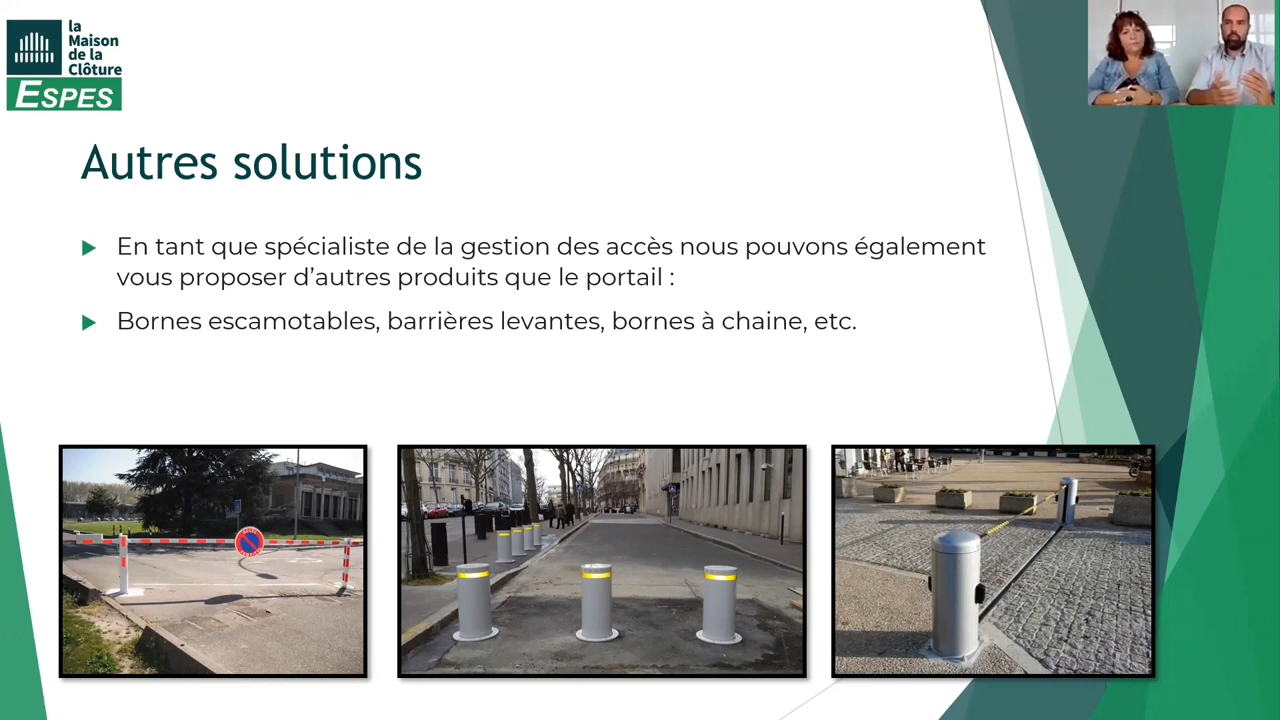 la
Maison
de la
Clôture
ESPES
Autres solutions
En tant que spécialiste de la gestion des accès nous pouvons également
vous proposer d’autres produits que le portail :
Bornes escamotables, barrières levantes, bornes à chaine, etc.